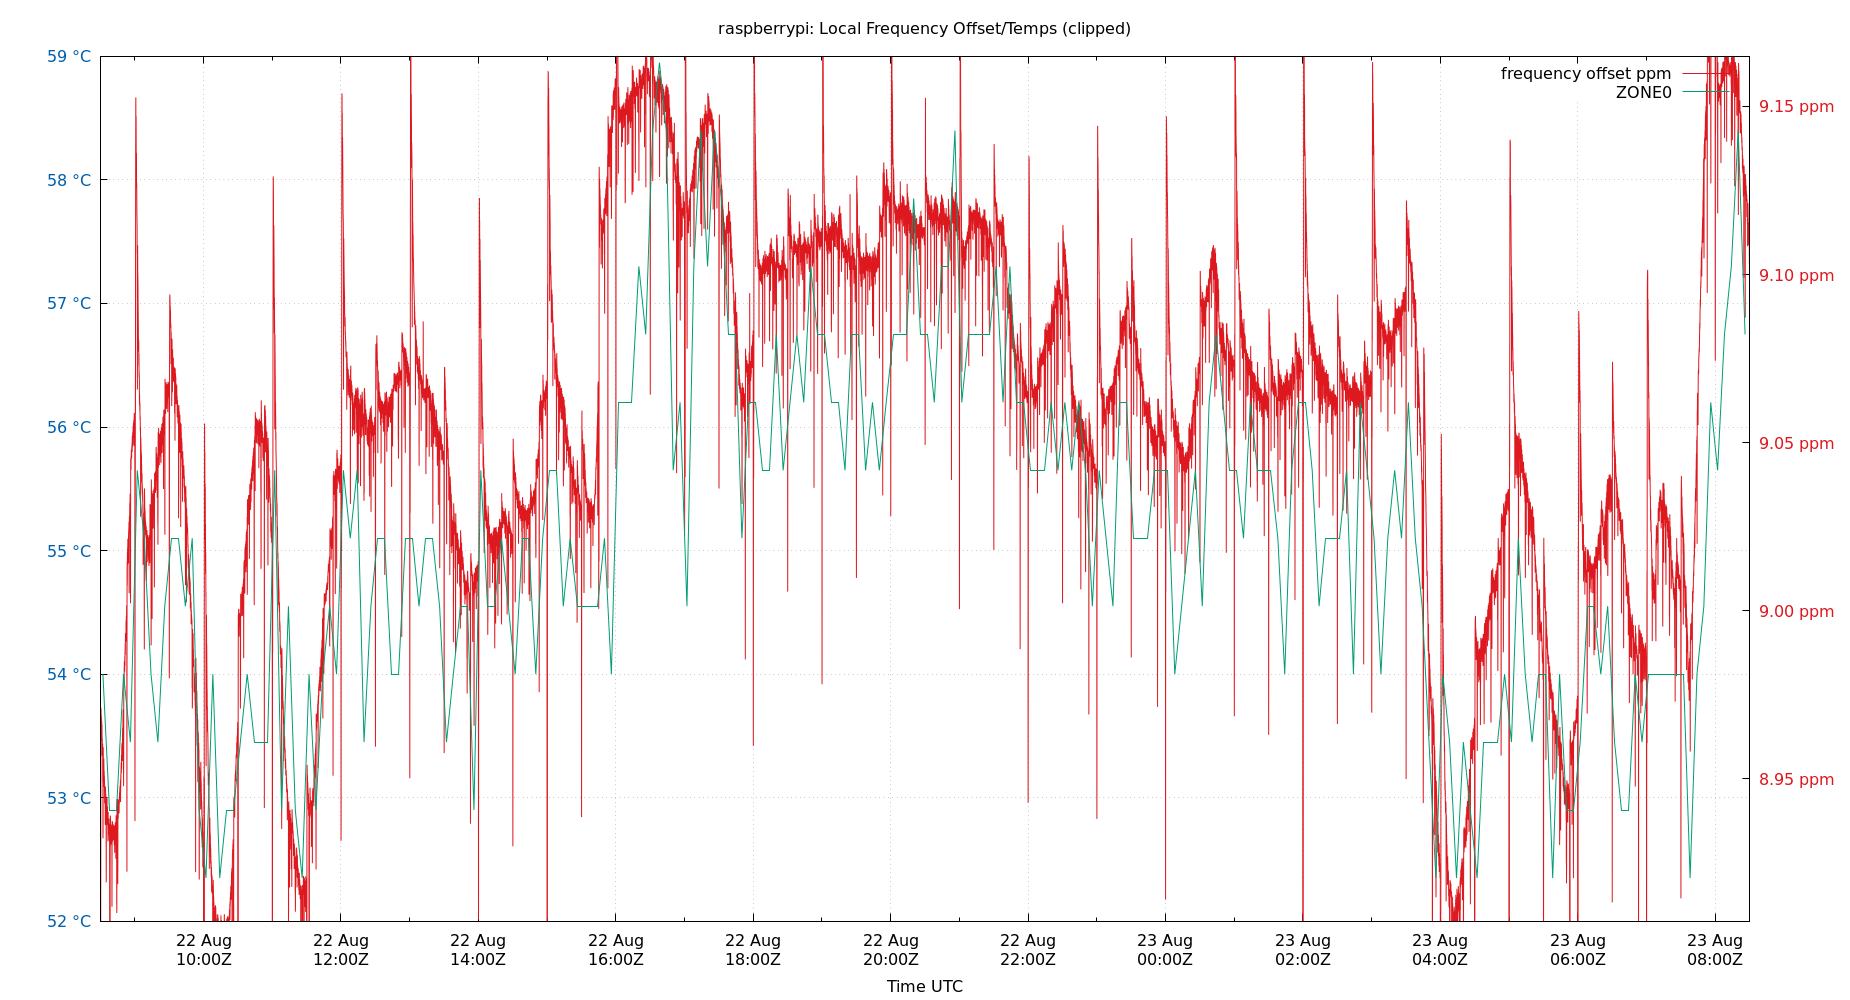 raspberrypi: Local Frequency Offset/Temps (clipped)
59 °C
58 °C
57 °C
56 °C
55 °C
54 °C
53 °C
52 °C
frequency offset ppm
ZONE0
9.15 ppm
9.10 ppm
9.05 ppm
9.00 ppm
8.95 ppm
22 Aug
10:00Z
22 Aug
12:00Z
22 Aug
14:00Z
22 Aug
16:00Z
22 Aug
18:00Z
22 Aug
20:00Z
22 Aug
22:00Z
23 Aug
00:00Z
23 Aug
02:00Z
23 Aug
04:00Z
23 Aug
06:00Z
23 Aug
08:00Z
Time UTC